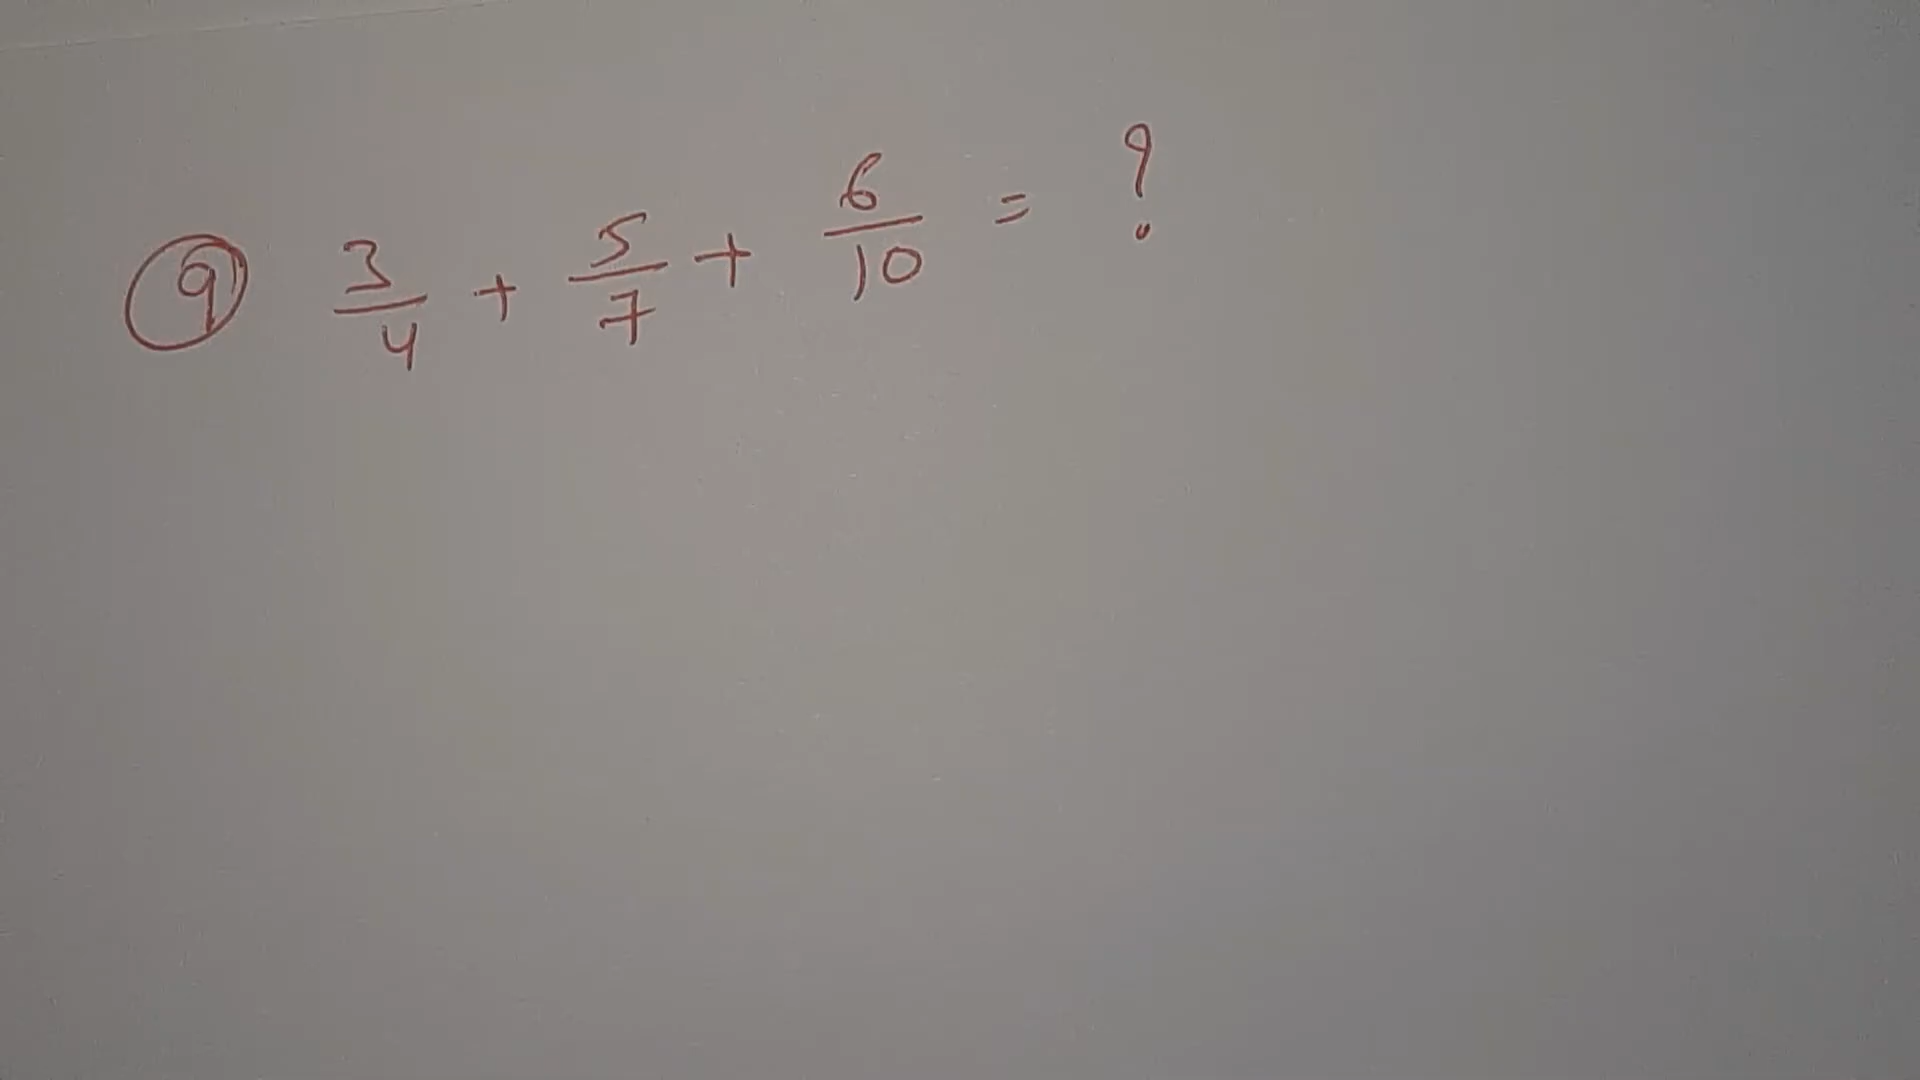 9 3/4 + 5/7 + 6/10 = ?